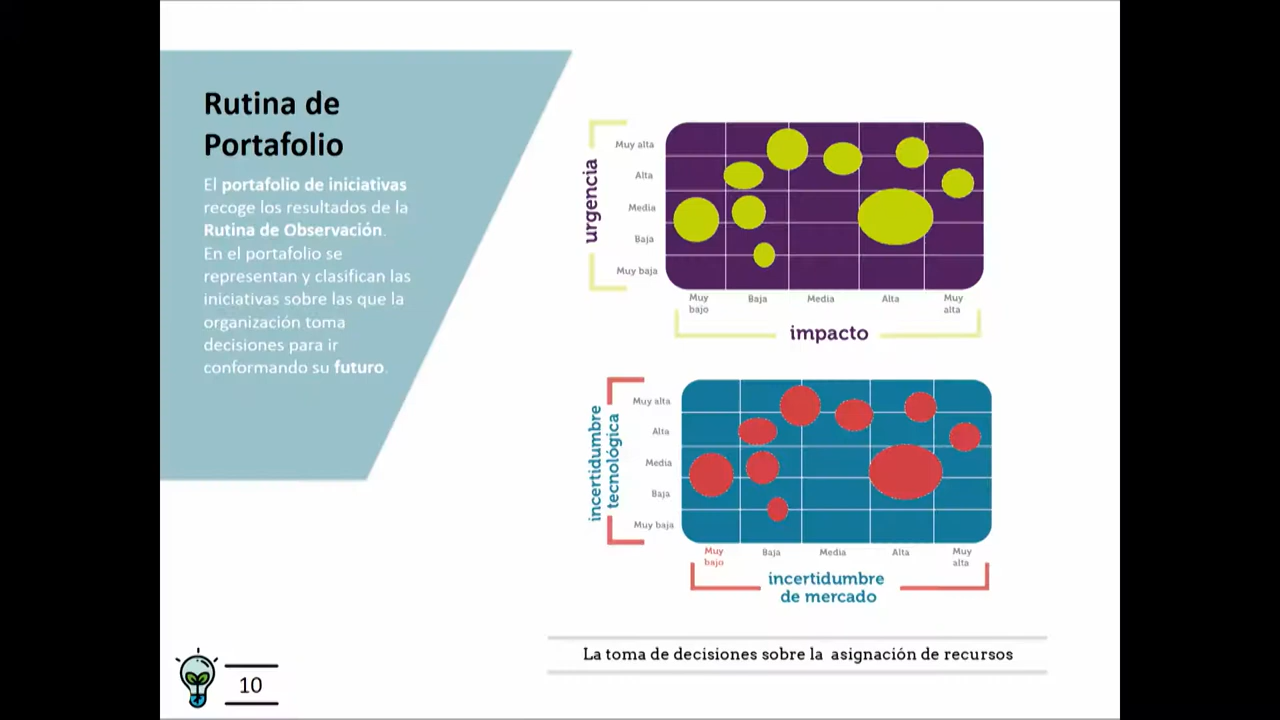 Rutina de
Portafolio
El portafolio de iniciativas
recoge los resultados de la
Rutina de Observación.
En el portafolio se
representan y clasifican las
iniciativas sobre las que la
organización toma
decisiones para ir
conformando su futuro.
urgencia
Muy alta
Alta
Media
Baja
Muy baja
Muy
bajo
Baja
Media
Alta
Muy
alta
impacto
incertidumbre
tecnológica
Muy alta
Alta
Media
Baja
Muy baja
Muy
bajo
Baja
Media
Alta
Muy
alta
incertidumbre
de mercado
La toma de decisiones sobre la asignación de recursos
10